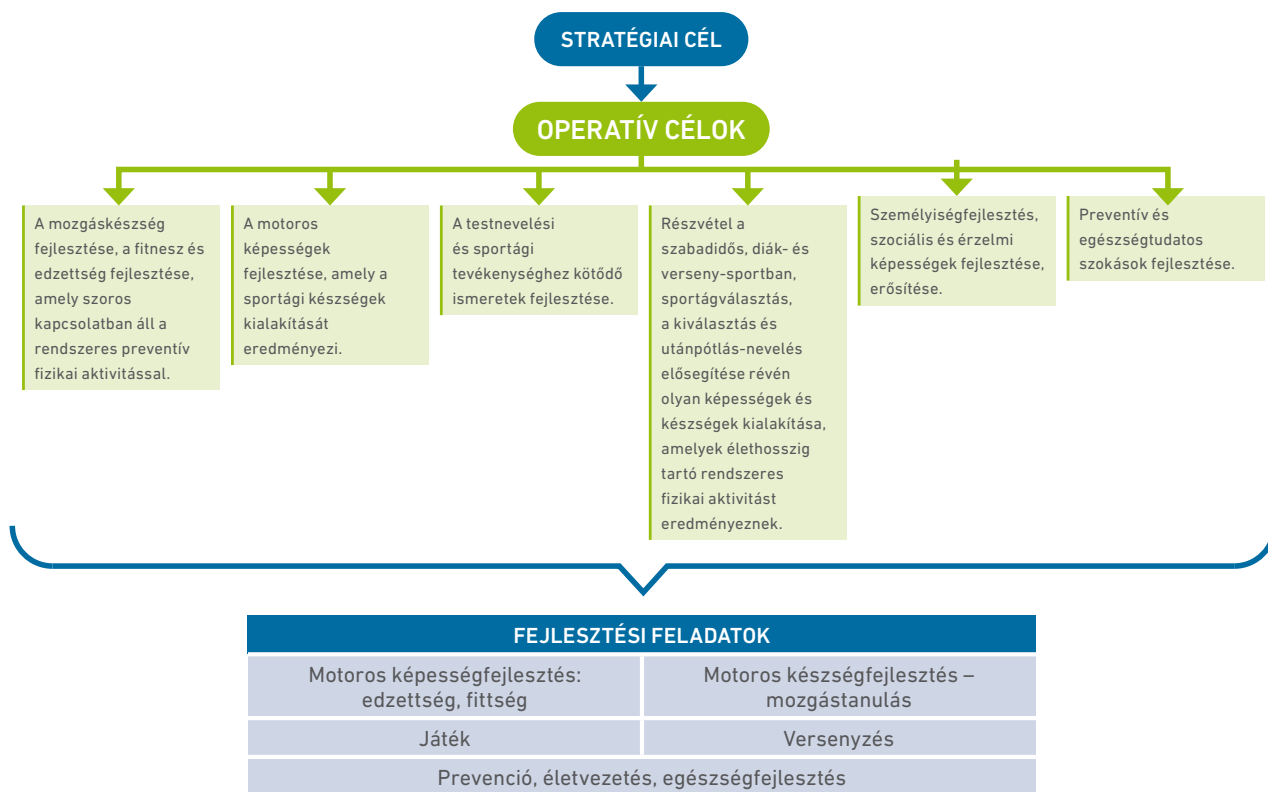 STRATÉGIAI CÉL
OPERATÍV CÉLOK
A mozgáskészség
fejlesztése, a fitnesz és
edzettség fejlesztése,
amely szoros
kapcsolatban áll a
rendszeres preventív
fizikai aktivitással.
A motoros
képességek
fejlesztése, amely a
sportági készségek
kialakítását
eredményezi.
A testnevelési
és sportági
tevékenységhez kötődő
ismeretek fejlesztése.
Részvétel a
szabadidős, diák- és
verseny-sportban,
sportágválasztás,
a kiválasztás és
utánpótlás-nevelés
elősegítése révén
olyan képességek és
készségek kialakítása,
amelyek élethosszig
tartó rendszeres
fizikai aktivitást
eredményeznek.
Személyiségfejlesztés,
szociális és érzelmi
képességek fejlesztése,
erősítése.
Preventív és
egészségtudatos
szokások fejlesztése.
FEJLESZTÉSI FELADATOK
Motoros képességfejlesztés:
edzettség, fittség
Motoros készségfejlesztés –
mozgástanulás
Játék
Versenyzés
Prevenció, életvezetés, egészségfejlesztés